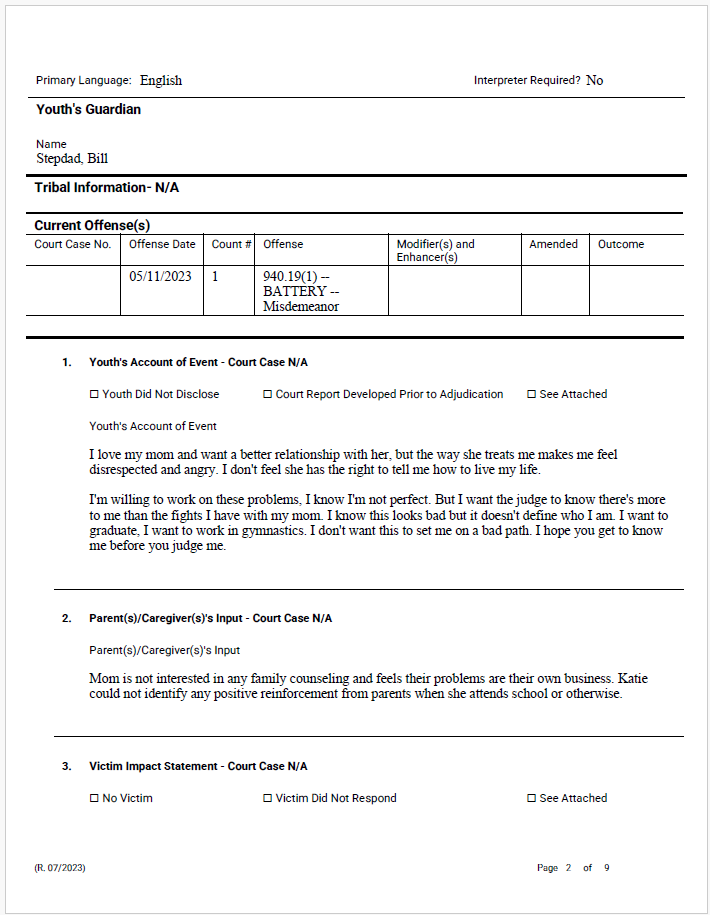 Primary Language: English Interpreter Required? No
Youth's Guardian
Name
Stepdad, Bill
Tribal Information- N/A
Current Offense(s)
Court Case No. Offense Date Count # Offense Modifier(s) and Enhancer(s) Amended Outcome
05/11/2023 1 940.19(1) --
BATTERY --
Misdemeanor
1. Youth's Account of Event - Court Case N/A
☐ Youth Did Not Disclose ☐ Court Report Developed Prior to Adjudication ☐ See Attached
Youth's Account of Event
I love my mom and want a better relationship with her, but the way she treats me makes me feel
disrespected and angry. I don't feel she has the right to tell me how to live my life.
I'm willing to work on these problems, I know I'm not perfect. But I want the judge to know there's more
to me than the fights I have with my mom. I know this looks bad but it doesn't define who I am. I want to
graduate, I want to work in gymnastics. I don't want this to set me on a bad path. I hope you get to know
me before you judge me.
2. Parent(s)/Caregiver(s)'s Input - Court Case N/A
Parent(s)/Caregiver(s)'s Input
Mom is not interested in any family counseling and feels their problems are their own business. Katie
could not identify any positive reinforcement from parents when she attends school or otherwise.
3. Victim Impact Statement - Court Case N/A
☐ No Victim ☐ Victim Did Not Respond ☐ See Attached
(R. 07/2023) Page 2 of 9